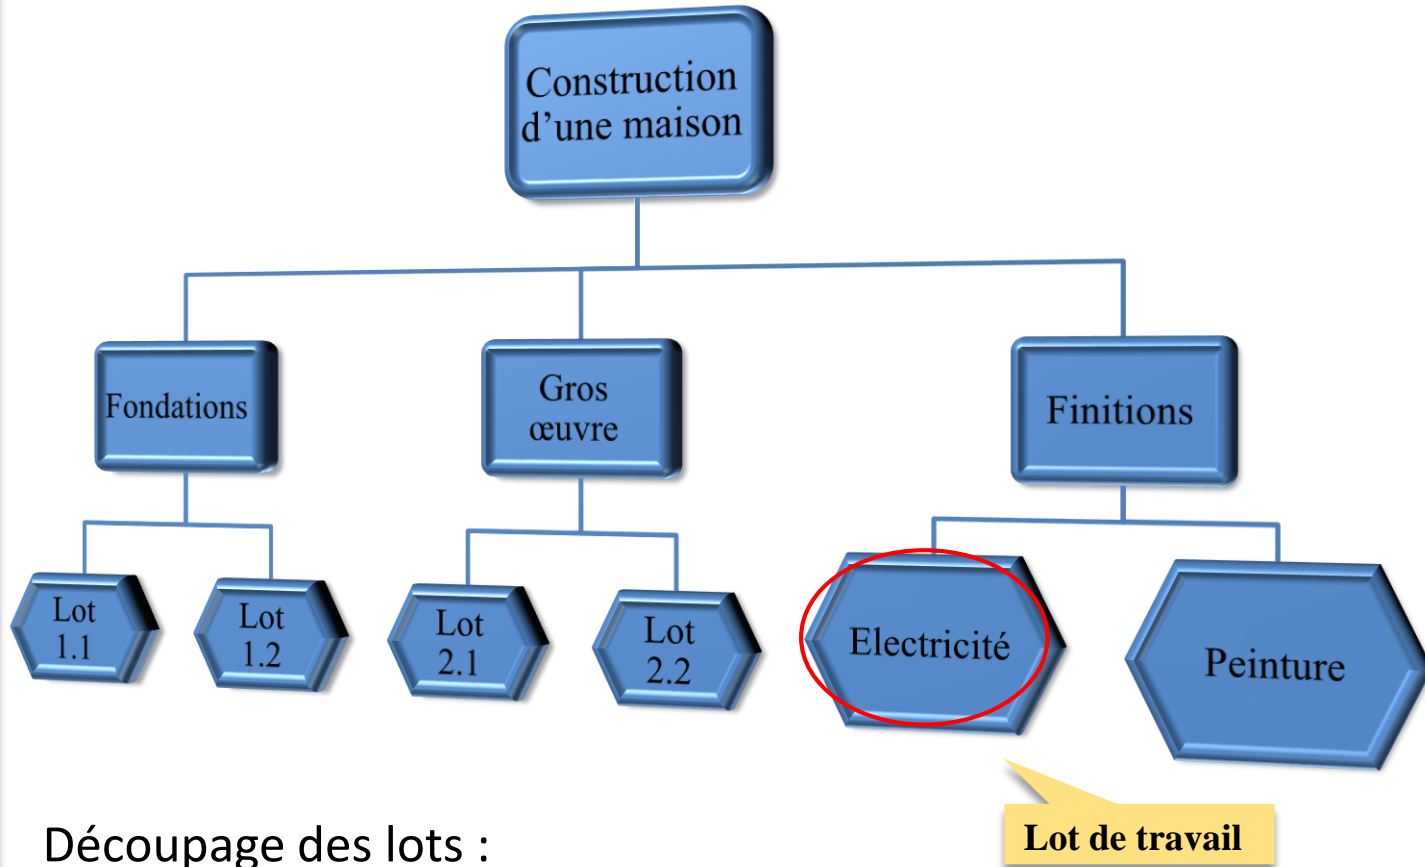 Construction
d’une maison
Fondations
Gros
œuvre
Finitions
Lot
1.1
Lot
1.2
Lot
2.1
Lot
2.2
Electricité
Peinture
Lot de travail
Découpage des lots :